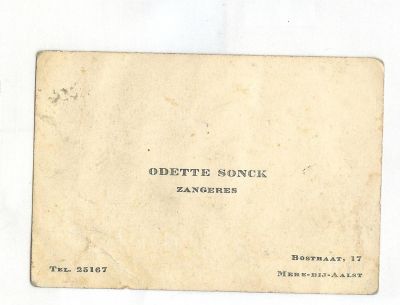 ODETTE SONCK
ZANGERES
BOSTRAAT, 17
TEL. 25167
MERE-BIJ-AALST